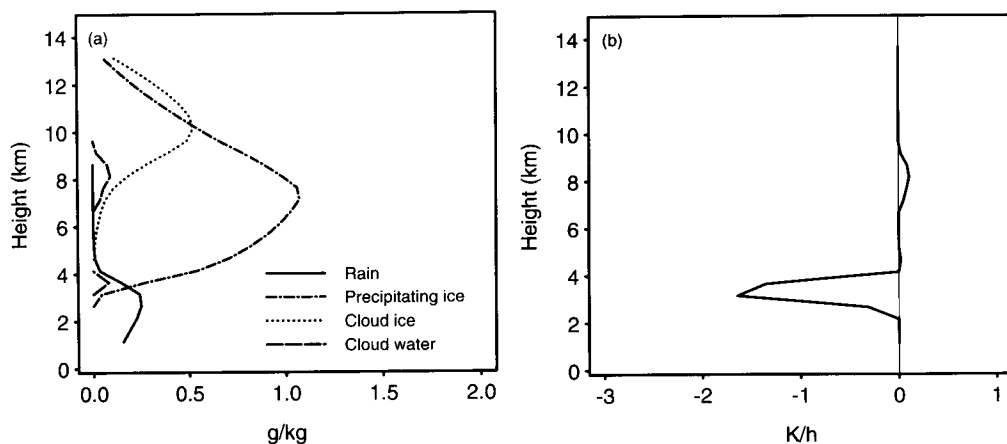 (a)
14
12
10
8
6
4
2
0
Height (km)
0.0 0.5 1.0 1.5 2.0
g/kg
Rain
Precipitating ice
Cloud ice
Cloud water
(b)
14
12
10
8
6
4
2
0
Height (km)
-3 -2 -1 0 1
K/h